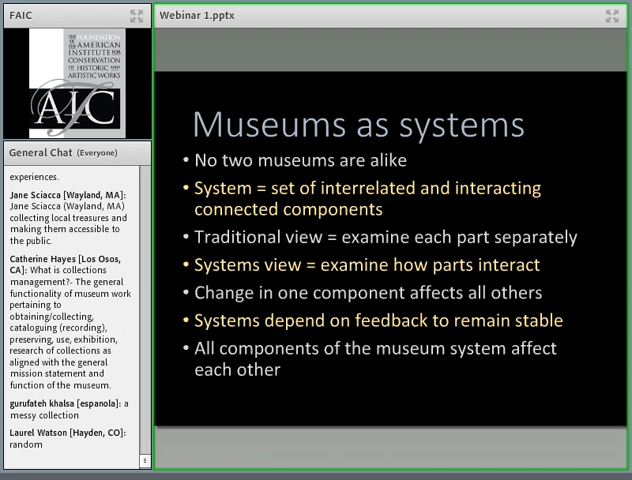 FAIC
THE FOUNDATION
OF THE AMERICAN
INSTITUTE FOR
CONSERVATION
OF HISTORIC AND
ARTISTIC WORKS
AIC
General Chat (Everyone)
experiences.
Jane Sciacca [Wayland, MA]:
Jane Sciacca (Wayland, MA)
collecting local treasures and
making them accessible to
the public.
Catherine Hayes [Los Osos,
CA]: What is collections
management?- The general
functionality of museum work
pertaining to
obtaining/collecting,
cataloguing (recording),
preserving, use, exhibition,
research of collections as
aligned with the general
mission statement and
function of the museum.
gurufateh khalsa [espanola]: a
messy collection
Laurel Watson [Hayden, CO]:
random
Webinar 1.pptx
Museums as systems
• No two museums are alike
• System = set of interrelated and interacting
connected components
• Traditional view = examine each part separately
• Systems view = examine how parts interact
• Change in one component affects all others
• Systems depend on feedback to remain stable
• All components of the museum system affect
each other